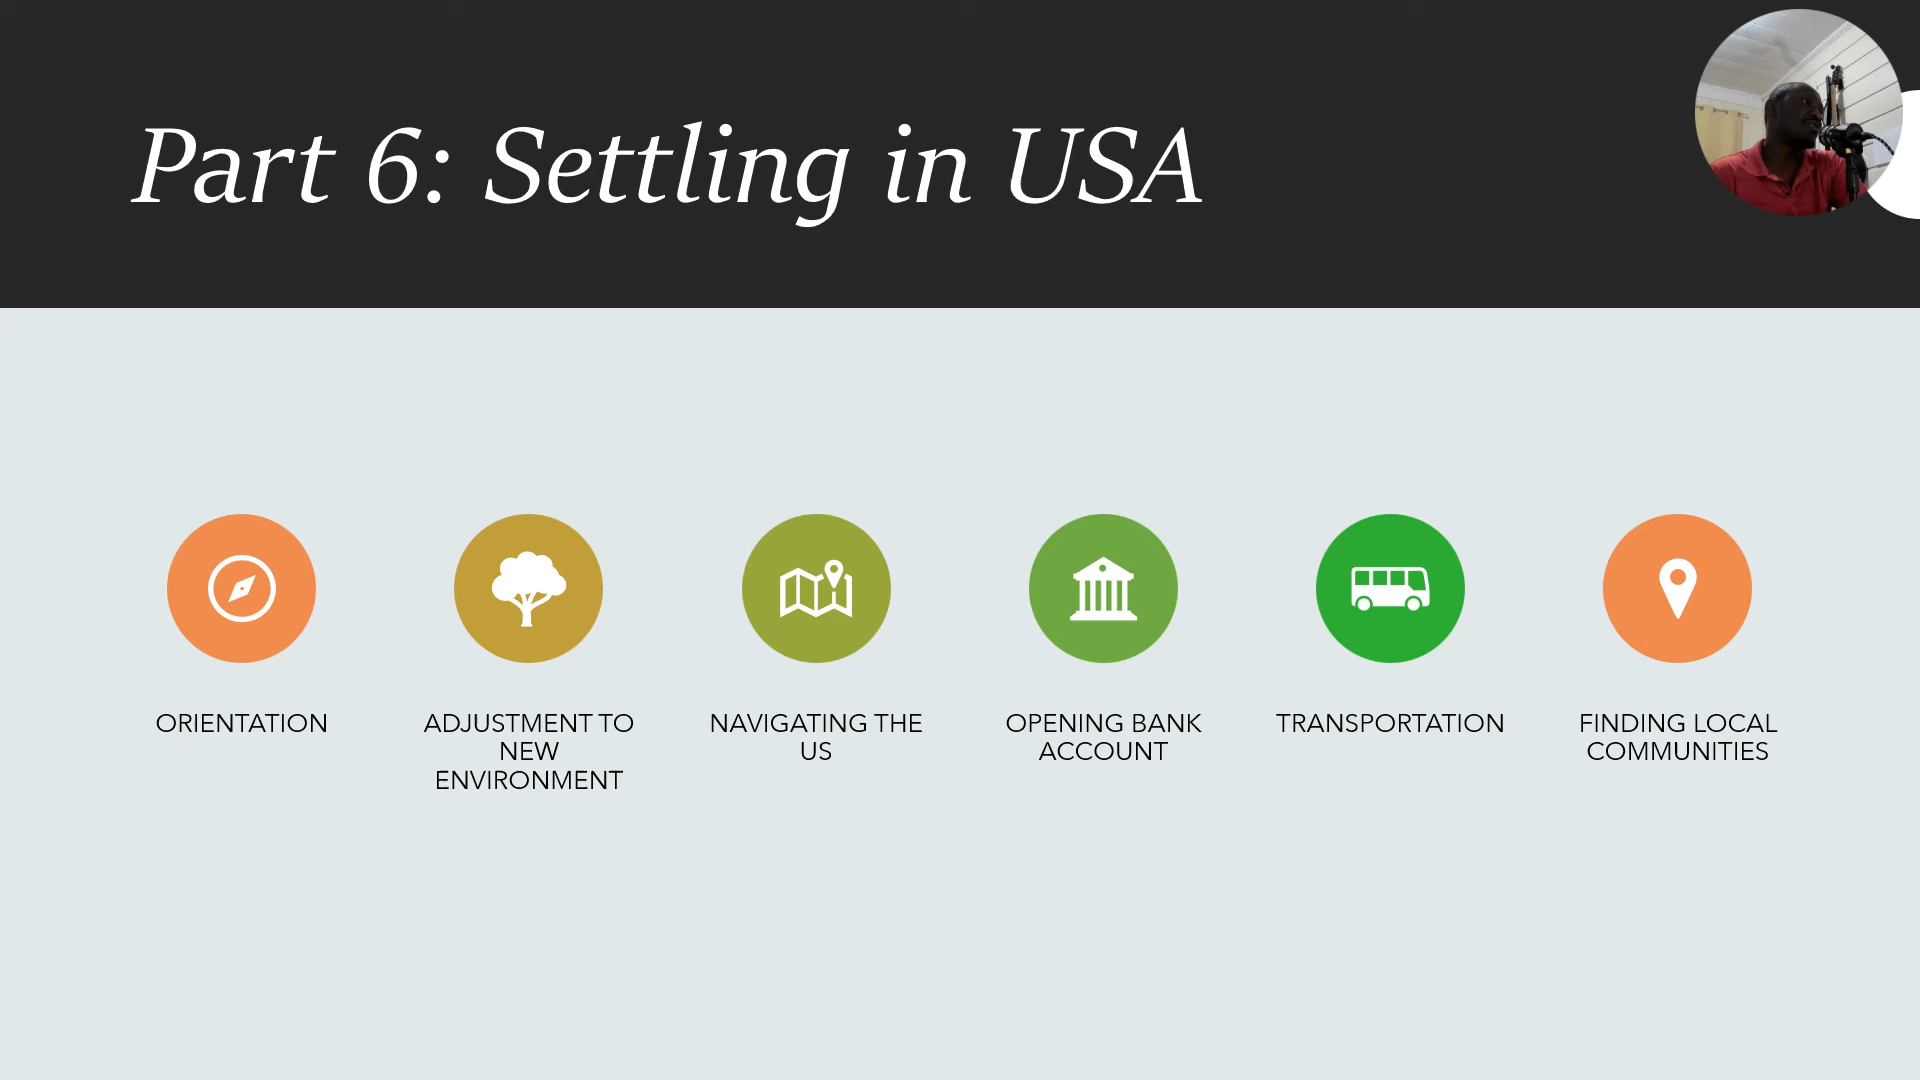 Part 6: Settling in USA
ORIENTATION
ADJUSTMENT TO
NEW
ENVIRONMENT
NAVIGATING THE
US
OPENING BANK
ACCOUNT
TRANSPORTATION
FINDING LOCAL
COMMUNITIES